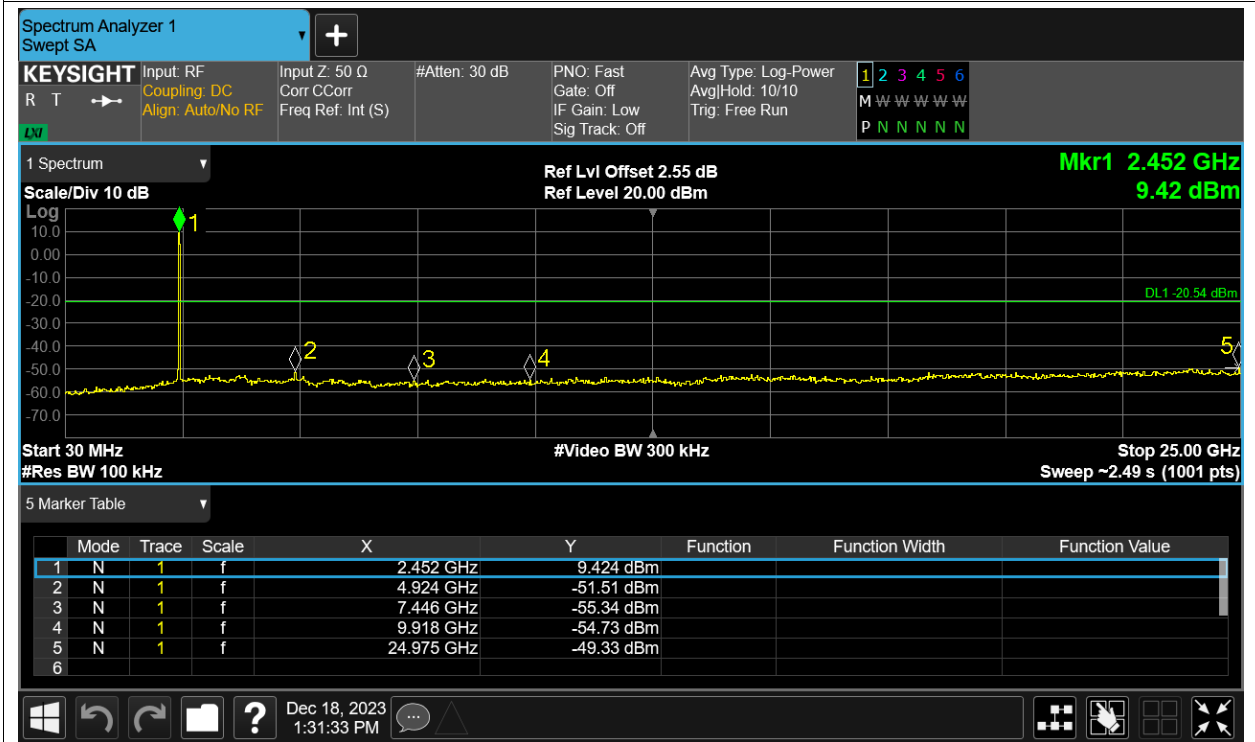 Spectrum Analyzer 1
Swept SA
+
KEYSIGHT
R T
LXI
Input: RF
Coupling: DC
Align: Auto/No RF
Input Z: 50 Ω
Corr CCorr
Freq Ref: Int (S)
#Atten: 30 dB
PNO: Fast
Gate: Off
IF Gain: Low
Sig Track: Off
Avg Type: Log-Power
Avg|Hold: 10/10
Trig: Free Run
1 2 3 4 5 6
M W W W W W
P N N N N N
1 Spectrum
Scale/Div 10 dB
Ref Lvl Offset 2.55 dB
Ref Level 20.00 dBm
Mkr1 2.452 GHz
9.42 dBm
Log
10.0
0.00
-10.0
-20.0
-30.0
-40.0
-50.0
-60.0
-70.0
1
2
3
4
5
DL1 -20.54 dBm
Start 30 MHz
#Res BW 100 kHz
#Video BW 300 kHz
Stop 25.00 GHz
Sweep ~2.49 s (1001 pts)
5 Marker Table
Mode Trace Scale X Y Function Function Width Function Value
1 N 1 f 2.452 GHz 9.424 dBm
2 N 1 f 4.924 GHz -51.51 dBm
3 N 1 f 7.446 GHz -55.34 dBm
4 N 1 f 9.918 GHz -54.73 dBm
5 N 1 f 24.975 GHz -49.33 dBm
6
?
Dec 18, 2023
1:31:33 PM